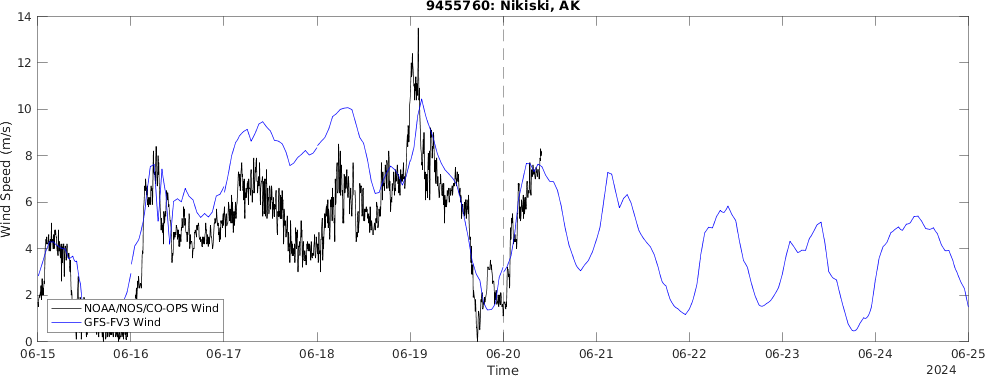 9455760: Nikiski, AK
Wind Speed (m/s)
14
12
10
8
6
4
2
0
NOAA/NOS/CO-OPS Wind
GFS-FV3 Wind
06-15 06-16 06-17 06-18 06-19 06-20 06-21 06-22 06-23 06-24 06-25
Time
2024